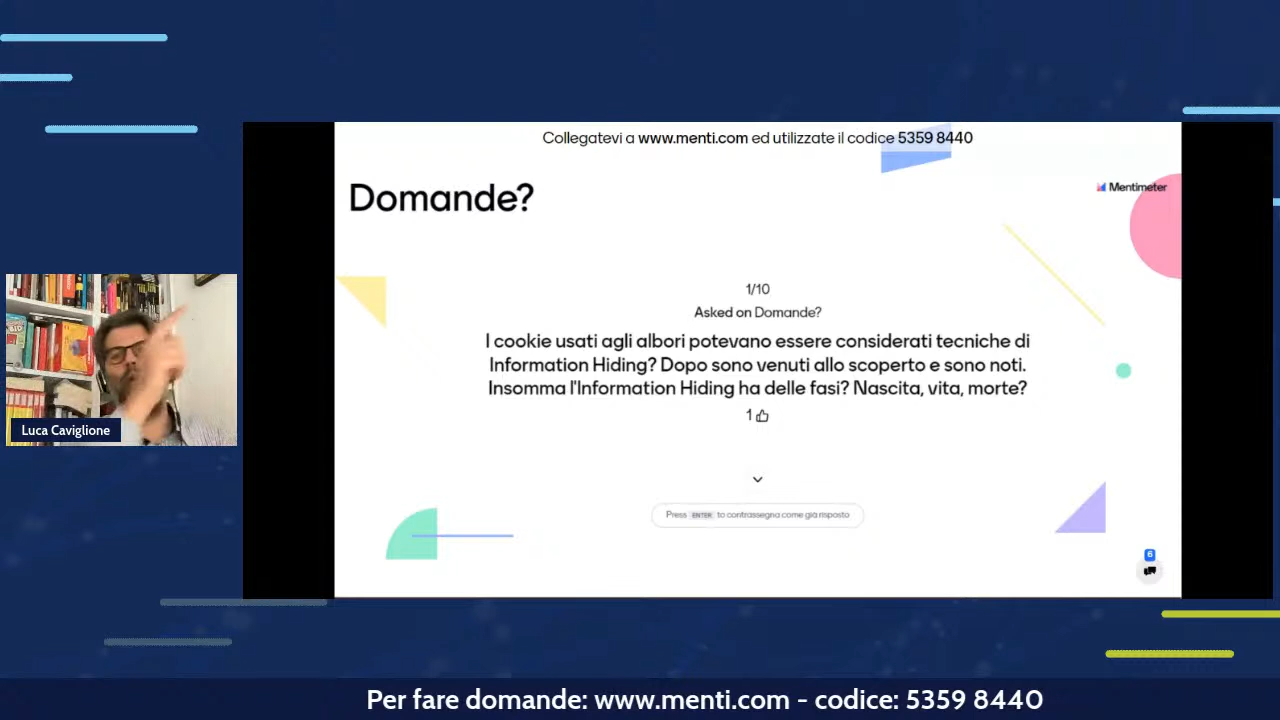 Collegatevi a www.menti.com ed utilizzate il codice 5359 8440
Domande?
Mentimeter
1/10
Asked on Domande?
I cookie usati agli albori potevano essere considerati tecniche di
Information Hiding? Dopo sono venuti allo scoperto e sono noti.
Insomma l'Information Hiding ha delle fasi? Nascita, vita, morte?
1
Press ENTER to contrassegna come già risposto
6
Luca Caviglione
Per fare domande: www.menti.com - codice: 5359 8440